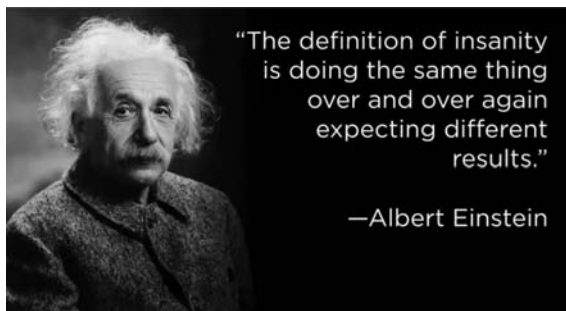 “The definition of insanity
is doing the same thing
over and over again
expecting different
results.”
—Albert Einstein